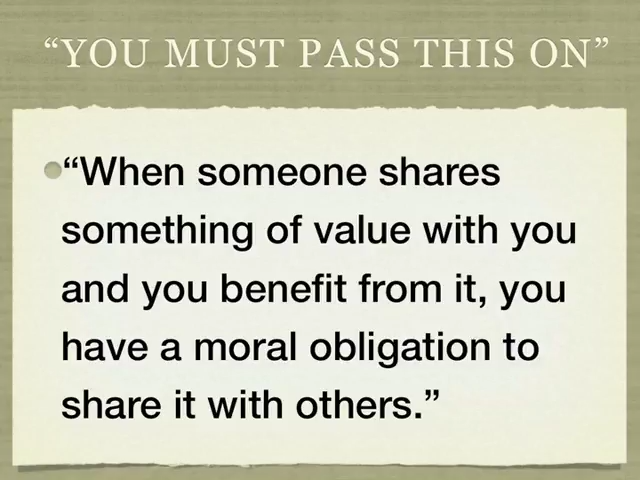 “YOU MUST PASS THIS ON”
“When someone shares
something of value with you
and you benefit from it, you
have a moral obligation to
share it with others.”